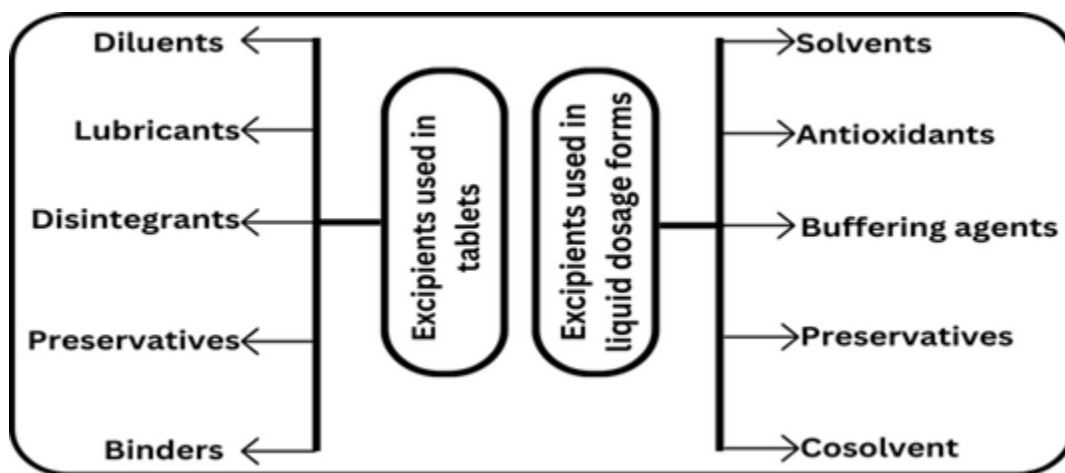 Diluents
Lubricants
Disintegrants
Preservatives
Binders
Excipients used in
tablets
Excipients used in
liquid dosage forms
Solvents
Antioxidants
Buffering agents
Preservatives
Cosolvent